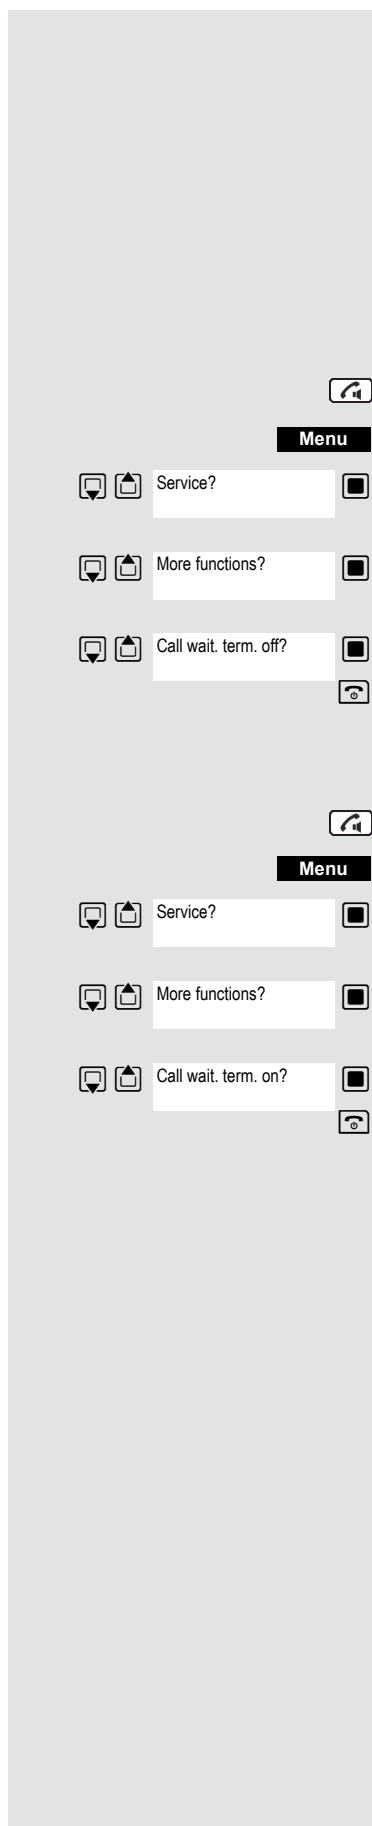 Menu
Service?
More functions?
Call wait. term. off?
Menu
Service?
More functions?
Call wait. term. on?